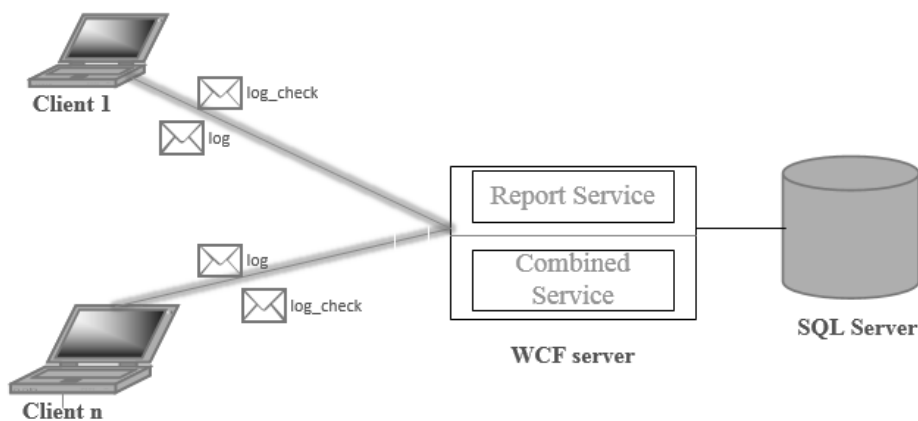 log_check
Client 1
log
Report Service
Combined
Service
log
log_check
SQL Server
WCF server
Client n